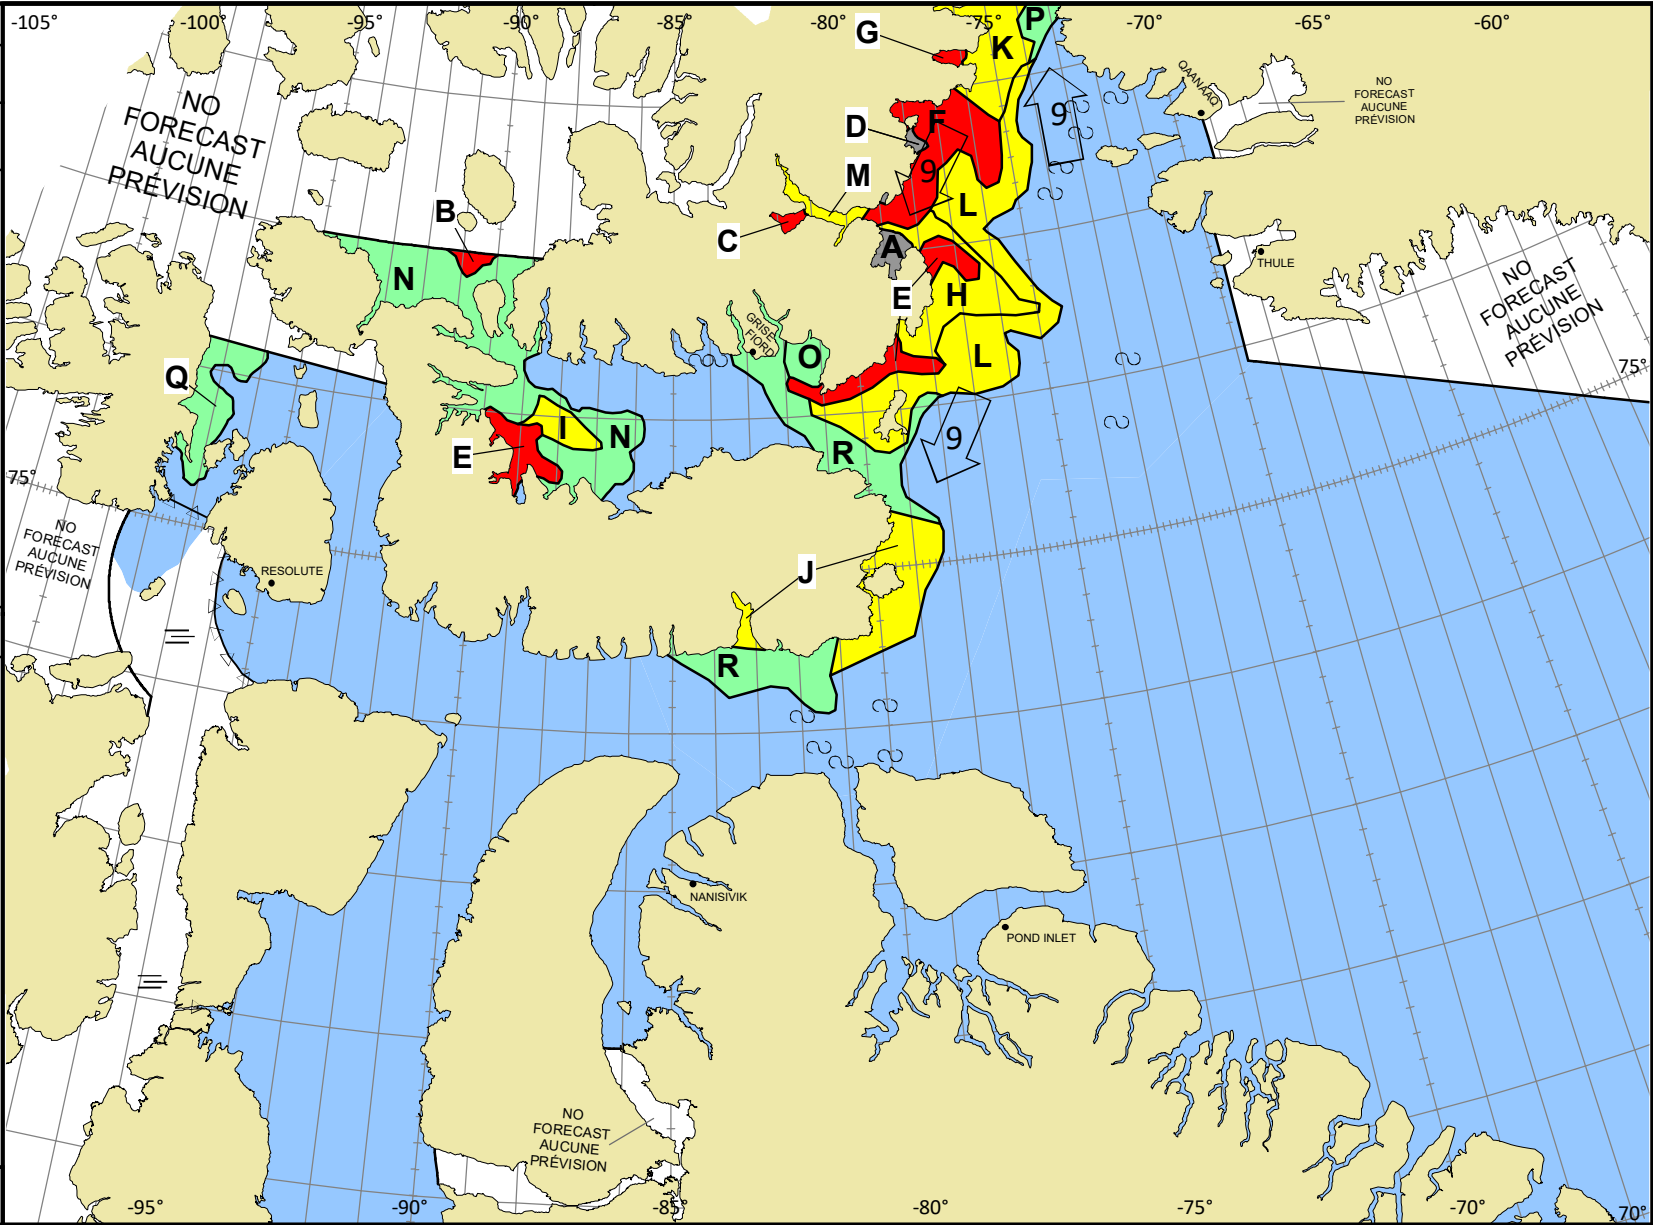 -105° -100° -95° -90° -85° -80° -75° -70° -65° -60°
P
G
K
QAANAAQ
NO
FORECAST
AUCUNE
PRÉVISION
NO
FORECAST
AUCUNE
PRÉVISION
9
D
F
M
9
B
L
C
A
THULE
N
E
H
NO
FORECAST
AUCUNE
PRÉVISION
GRISE
FIORD
O
L
75°
Q
I
N
9
R
E
75°
NO
FORECAST
AUCUNE
PRÉVISION
RESOLUTE
J
R
NANISIVIK
POND INLET
NO
FORECAST
AUCUNE
PRÉVISION
-95° -90° -85° -80° -75° -70° 70°